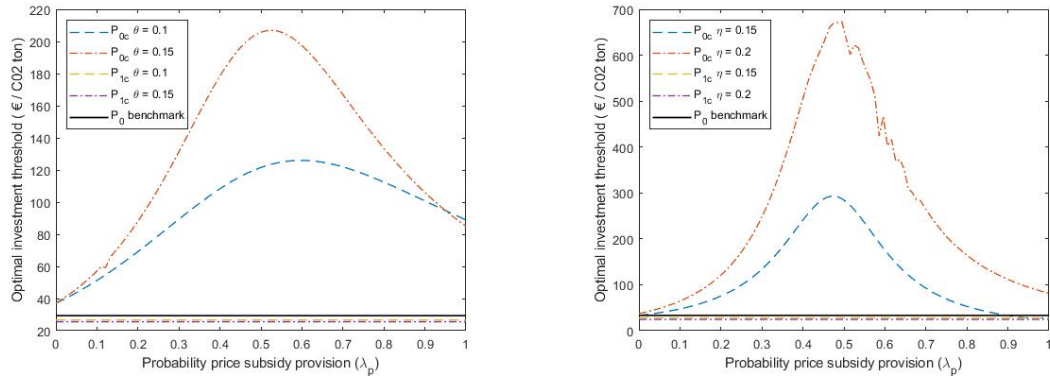 220
200
180
160
140
120
100
80
60
40
20
Optimal investment threshold ( € / C02 ton)
P0c θ = 0.1
P0c θ = 0.15
P1c θ = 0.1
P1c θ = 0.15
P0 benchmark
0 0.1 0.2 0.3 0.4 0.5 0.6 0.7 0.8 0.9 1
Probability price subsidy provision (λp)
700
600
500
400
300
200
100
0
Optimal investment threshold ( € / C02 ton)
P0c η = 0.15
P0c η = 0.2
P1c η = 0.15
P1c η = 0.2
P0 benchmark
0 0.1 0.2 0.3 0.4 0.5 0.6 0.7 0.8 0.9 1
Probability price subsidy provision (λp)